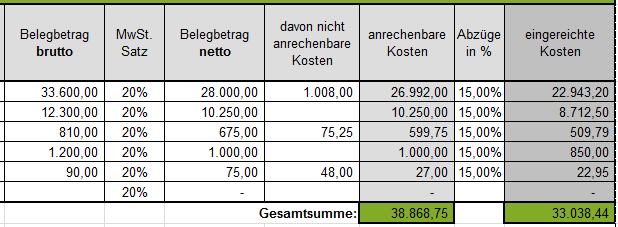 Belegbetrag brutto | MwSt. Satz | Belegbetrag netto | davon nicht anrechenbare Kosten | anrechenbare Kosten | Abzüge in % | eingereichte Kosten
33.600,00 | 20% | 28.000,00 | 1.008,00 | 26.992,00 | 15,00% | 22.943,20
12.300,00 | 20% | 10.250,00 | | 10.250,00 | 15,00% | 8.712,50
810,00 | 20% | 675,00 | 75,25 | 599,75 | 15,00% | 509,79
1.200,00 | 20% | 1.000,00 | | 1.000,00 | 15,00% | 850,00
90,00 | 20% | 75,00 | 48,00 | 27,00 | 15,00% | 22,95
20% | - | | - | | -
Gesamtsumme: | 38.868,75 | | 33.038,44